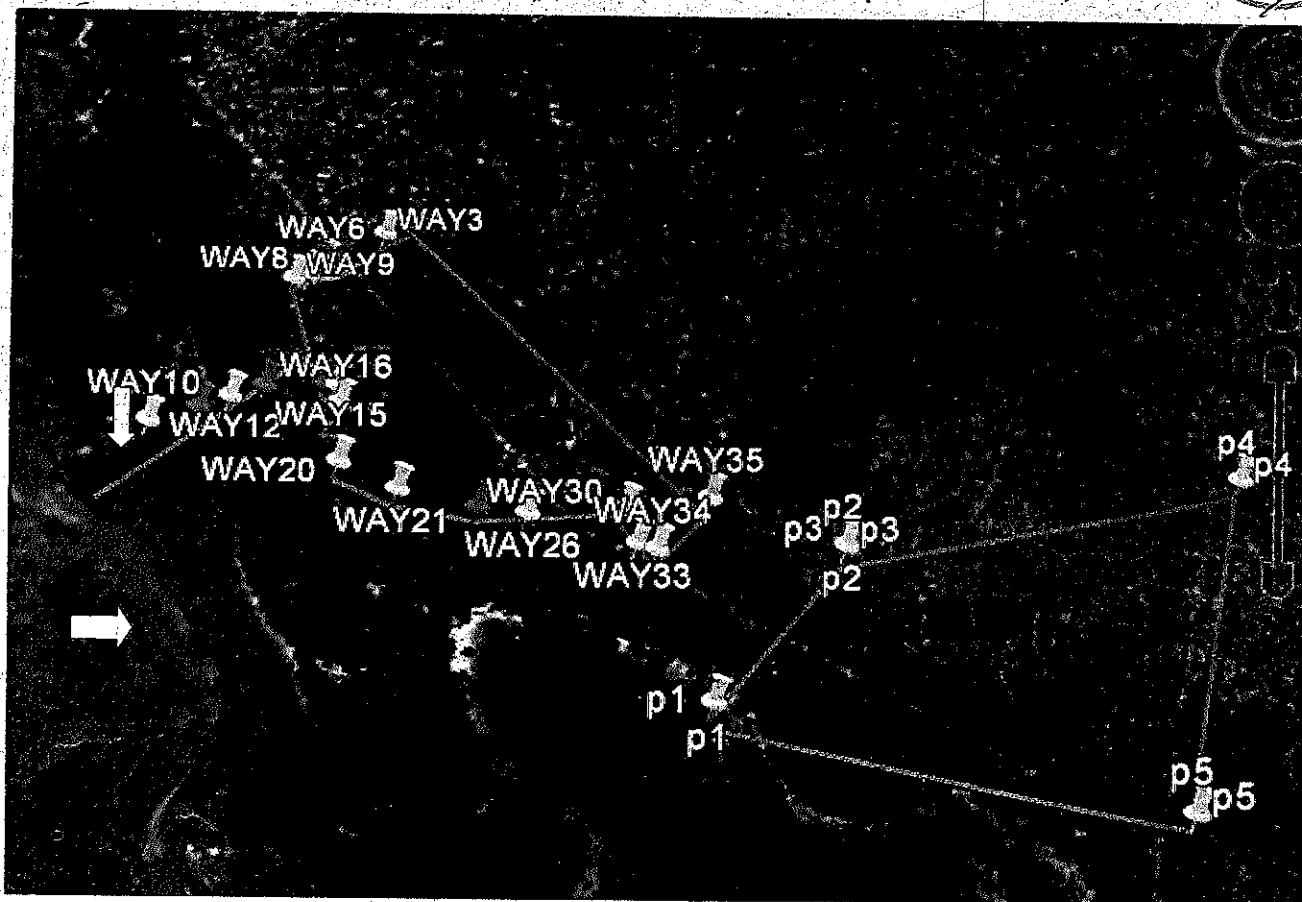 WAY6 WAY3
WAY8 WAY9
WAY10 WAY16
WAY12 WAY15
WAY20 WAY35
WAY21 WAY30 WAY34
WAY26
WAY33
p4
p4
p2
p3 p3
p2
p1
p1
p5
p5